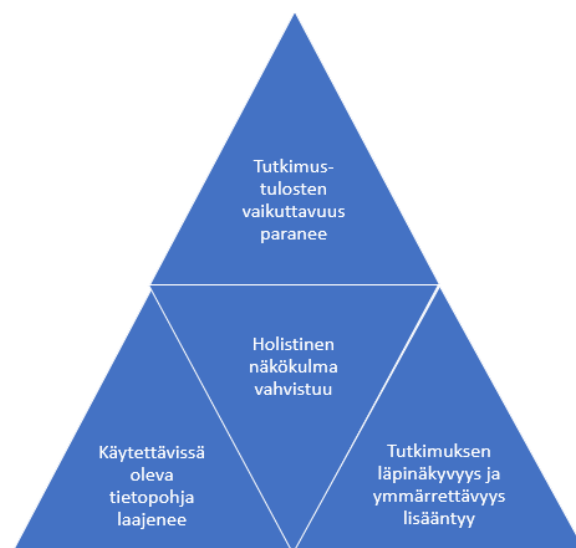 Tutkimus-
tulosten
vaikuttavuus
paranee
Holistinen
näkökulma
vahvistuu
Käytettävissä
oleva
tietopohja
laajenee
Tutkimuksen
läpinäkyvyys ja
ymmärrettävyys
lisääntyy